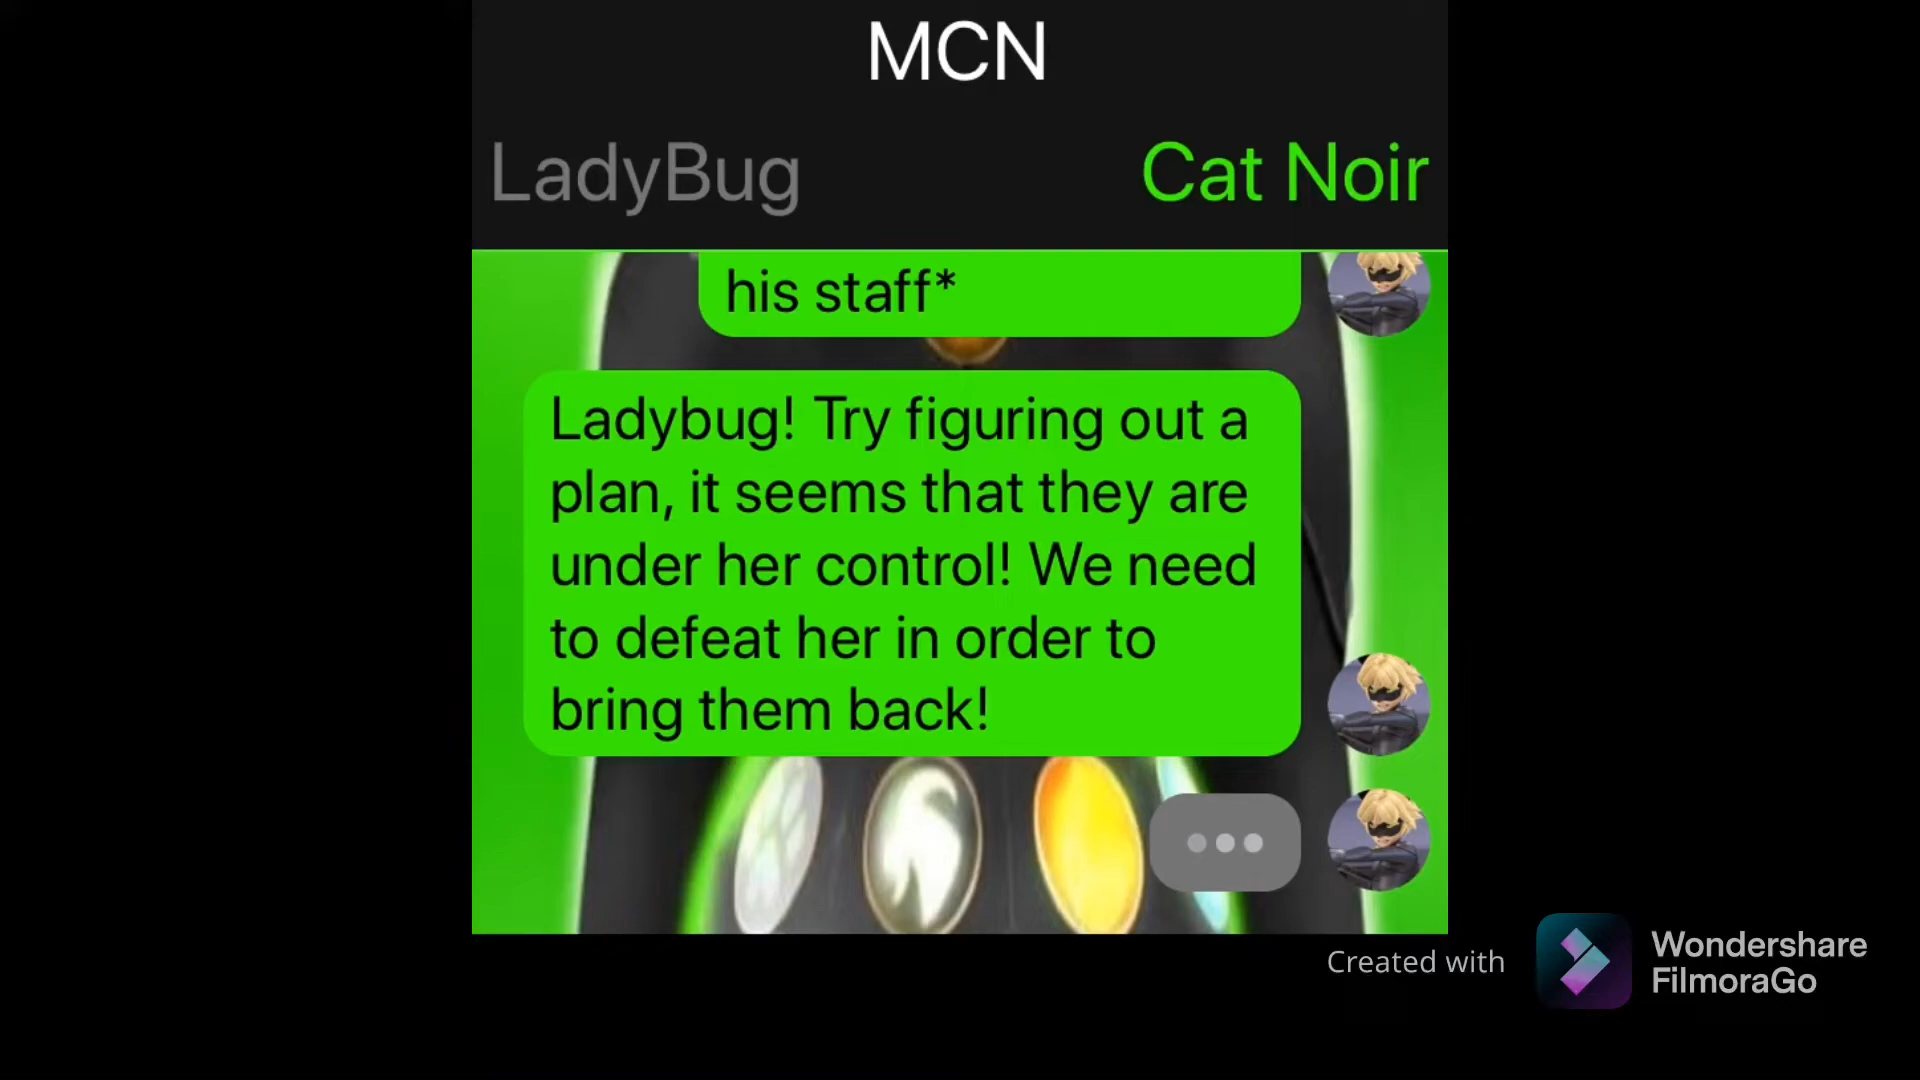 MCN
LadyBug
Cat Noir
his staff*
Ladybug! Try figuring out a
plan, it seems that they are
under her control! We need
to defeat her in order to
bring them back!
Created with
Wondershare
FilmoraGo